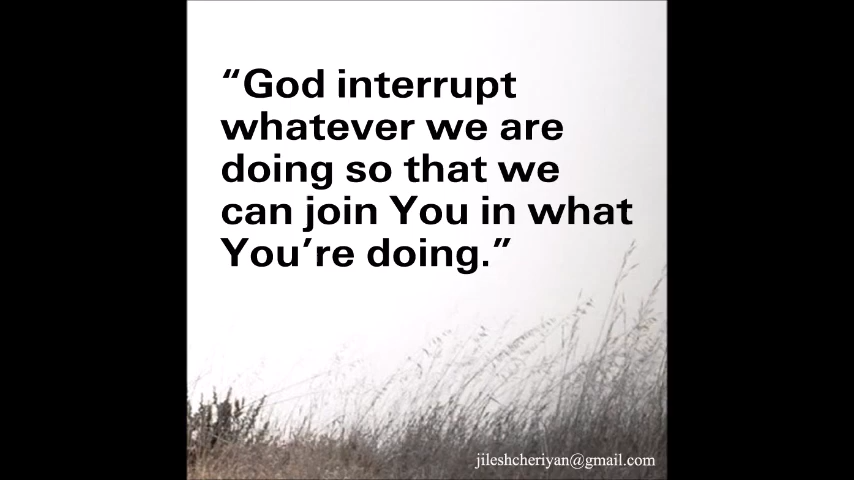 “God interrupt
whatever we are
doing so that we
can join You in what
You’re doing.”
jileshcheriyan@gmail.com